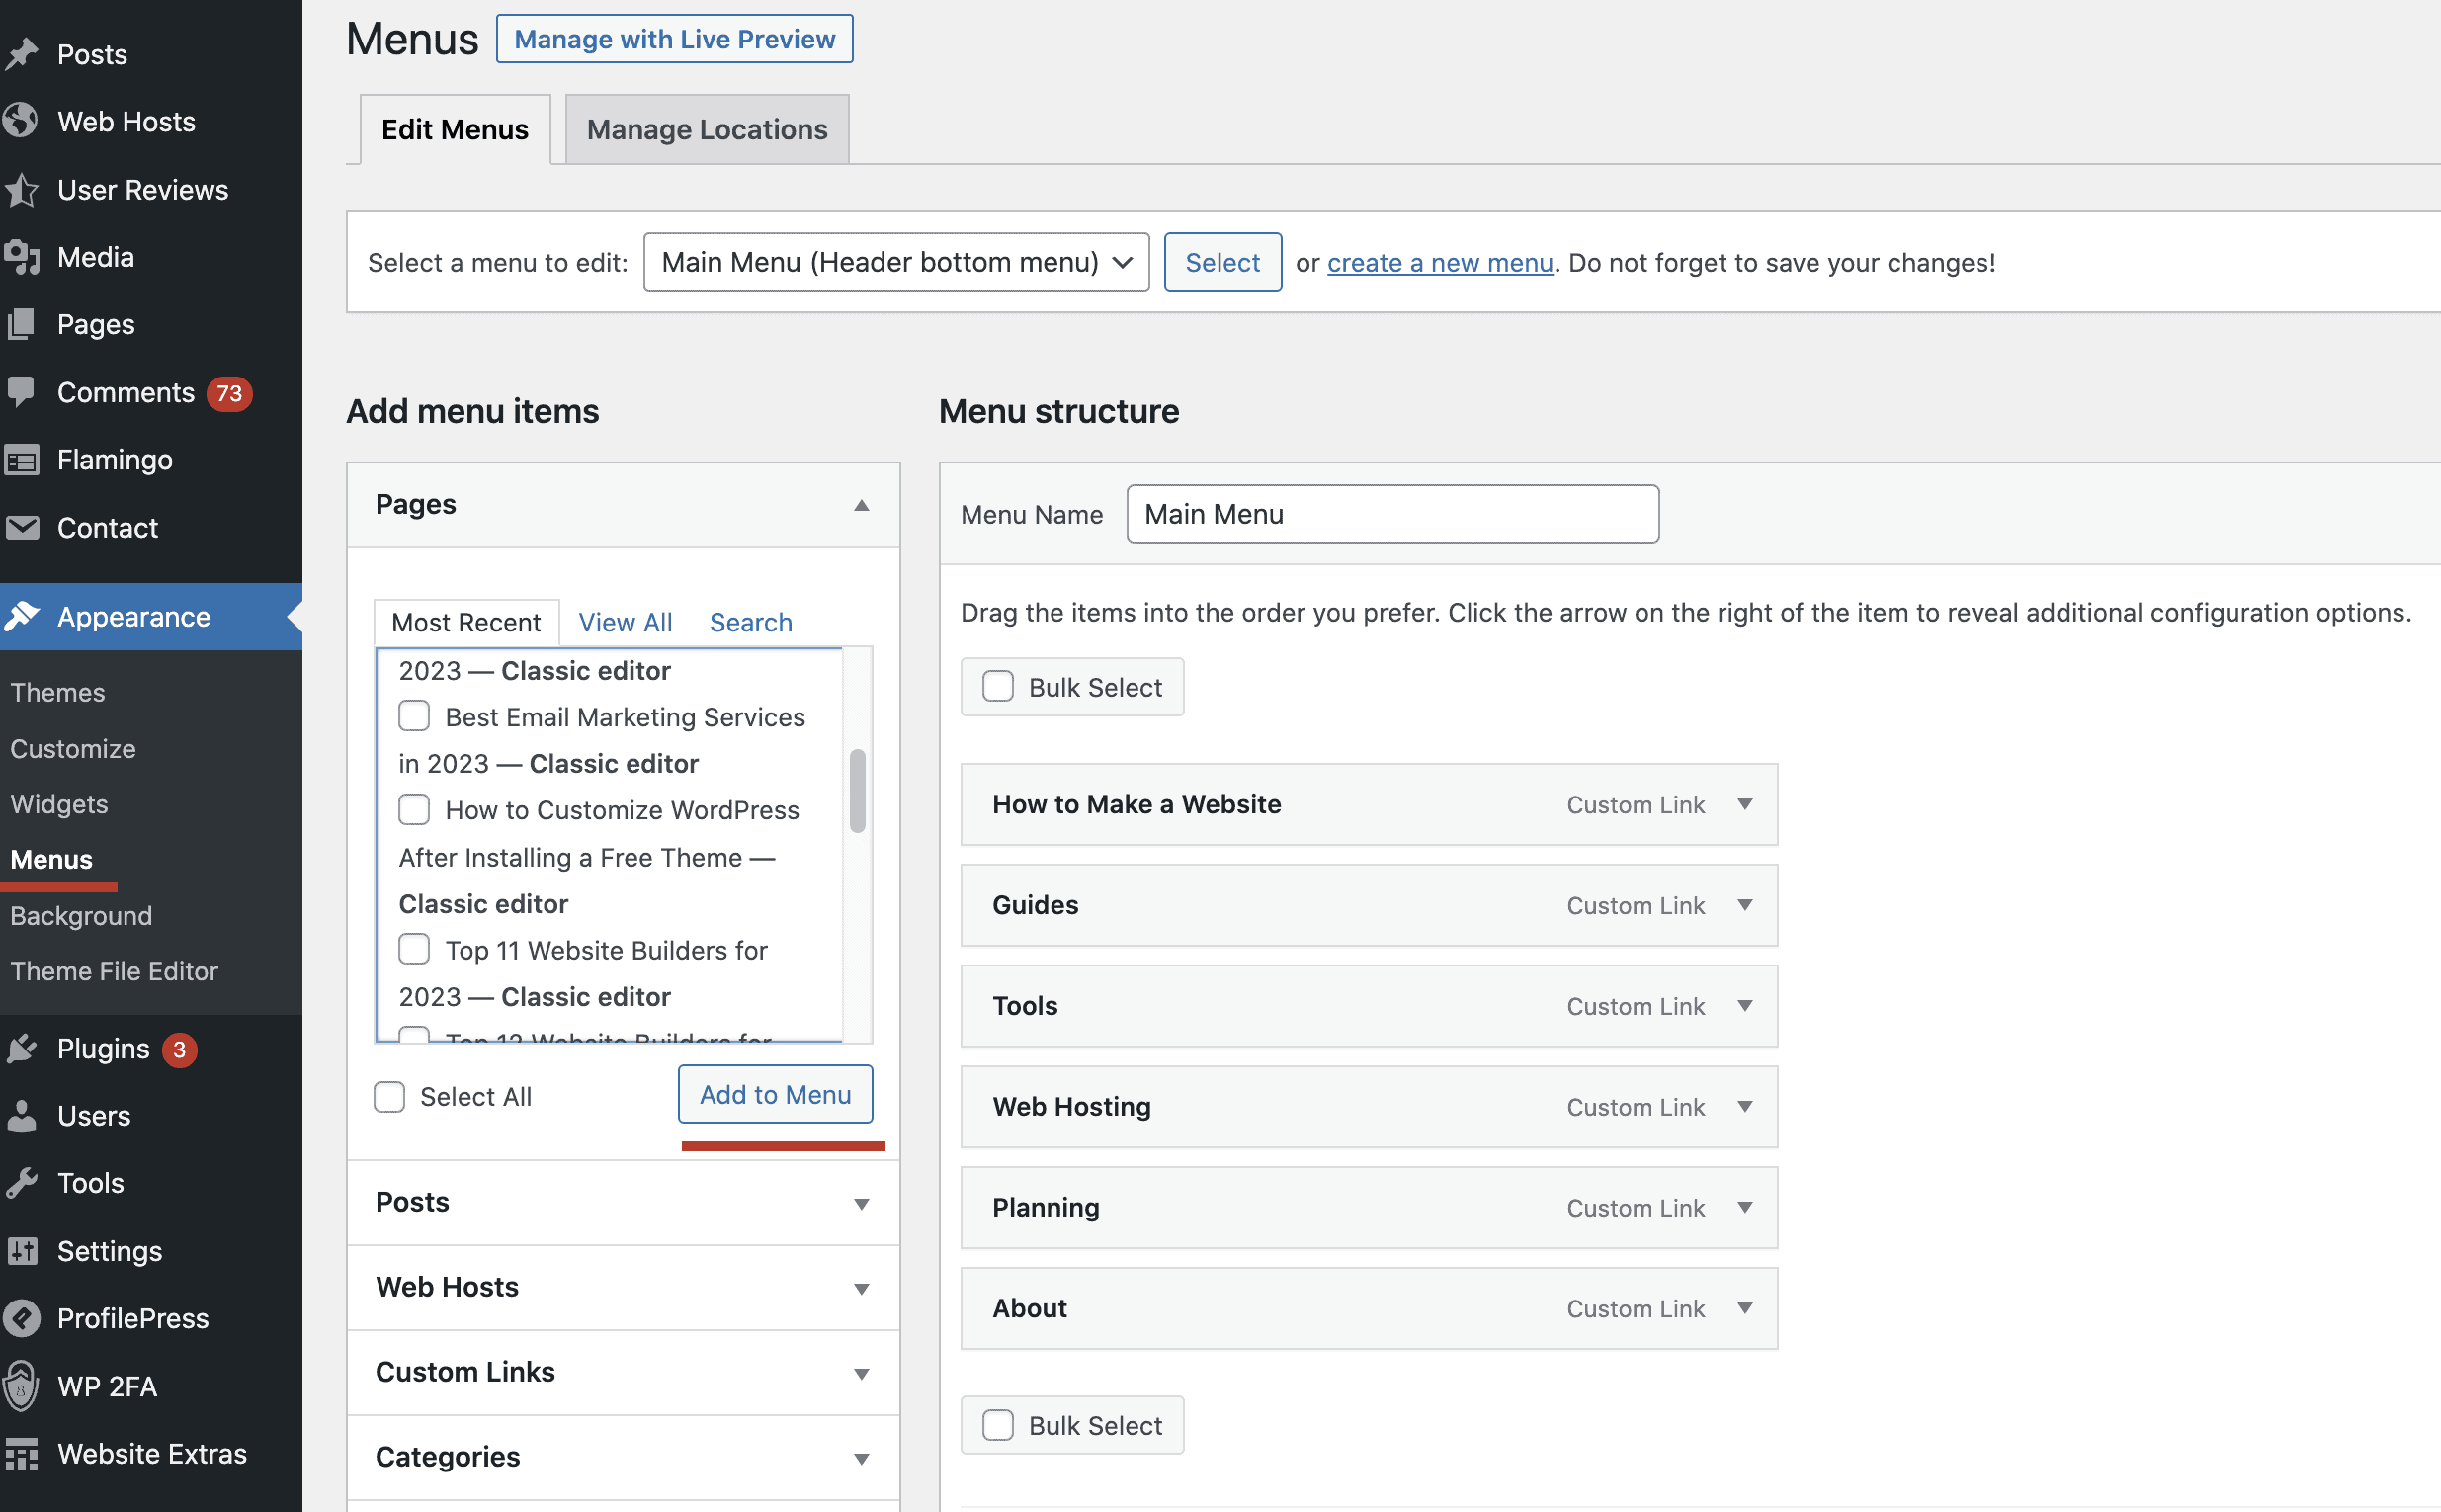 Posts
Web Hosts
User Reviews
Media
Pages
Comments 73
Flamingo
Contact
Appearance
Themes
Customize
Widgets
Menus
Background
Theme File Editor
Plugins 3
Users
Tools
Settings
ProfilePress
WP 2FA
Website Extras
Menus Manage with Live Preview
Edit Menus Manage Locations
Select a menu to edit: Main Menu (Header bottom menu) Select or create a new menu. Do not forget to save your changes!
Add menu items
Pages
Most Recent View All Search
2023 — Classic editor
Best Email Marketing Services
in 2023 — Classic editor
How to Customize WordPress
After Installing a Free Theme —
Classic editor
Top 11 Website Builders for
2023 — Classic editor
Top 12 Website Builders for
Select All Add to Menu
Posts
Web Hosts
Custom Links
Categories
Menu structure
Menu Name Main Menu
Drag the items into the order you prefer. Click the arrow on the right of the item to reveal additional configuration options.
Bulk Select
How to Make a Website Custom Link
Guides Custom Link
Tools Custom Link
Web Hosting Custom Link
Planning Custom Link
About Custom Link
Bulk Select